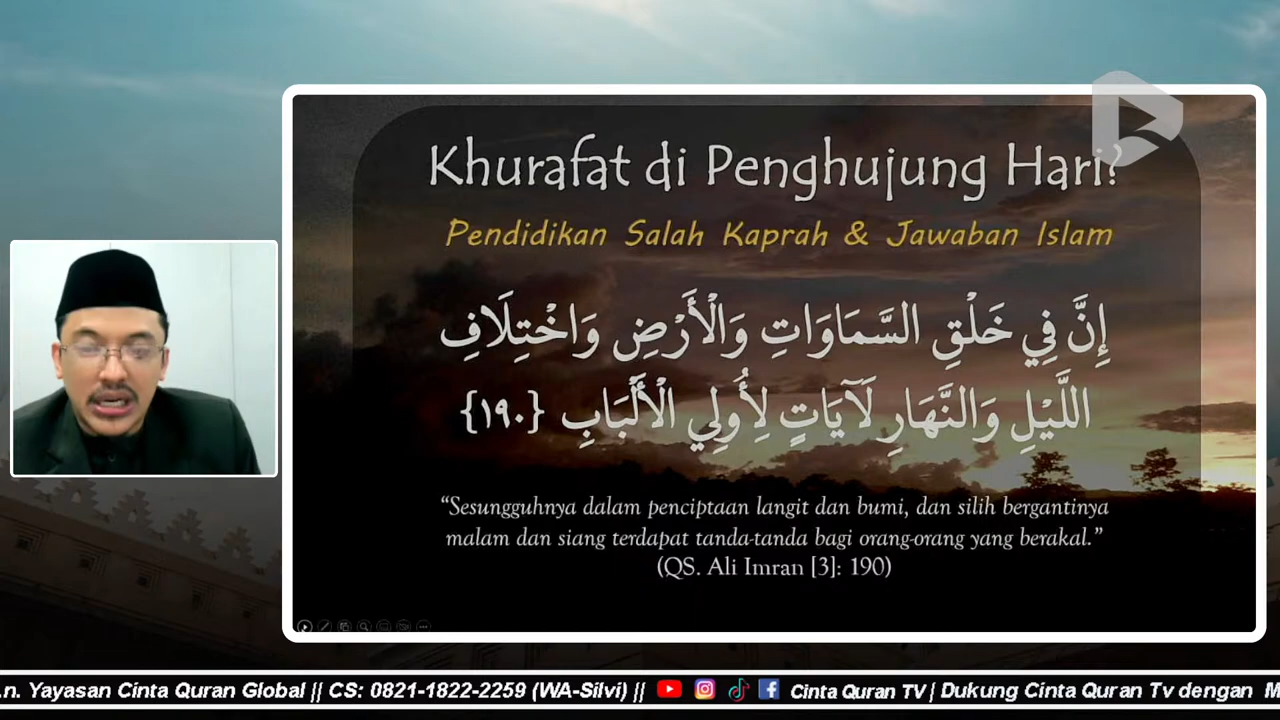 Khurafat di Penghujung Hari?
Pendidikan Salah Kaprah & Jawaban Islam
إِنَّ فِي خَلْقِ السَّمَاوَاتِ وَالْأَرْضِ وَاخْتِلَافِ
اللَّيْلِ وَالنَّهَارِ لَآيَاتٍ لِأُولِي الْأَلْبَابِ {١٩٠}
“Sesungguhnya dalam penciptaan langit dan bumi, dan silih bergantinya
malam dan siang terdapat tanda-tanda bagi orang-orang yang berakal.”
(QS. Ali Imran [3]: 190)
.n. Yayasan Cinta Quran Global || CS: 0821-1822-2259 (WA-Silvi) || Cinta Quran TV | Dukung Cinta Quran Tv dengan M